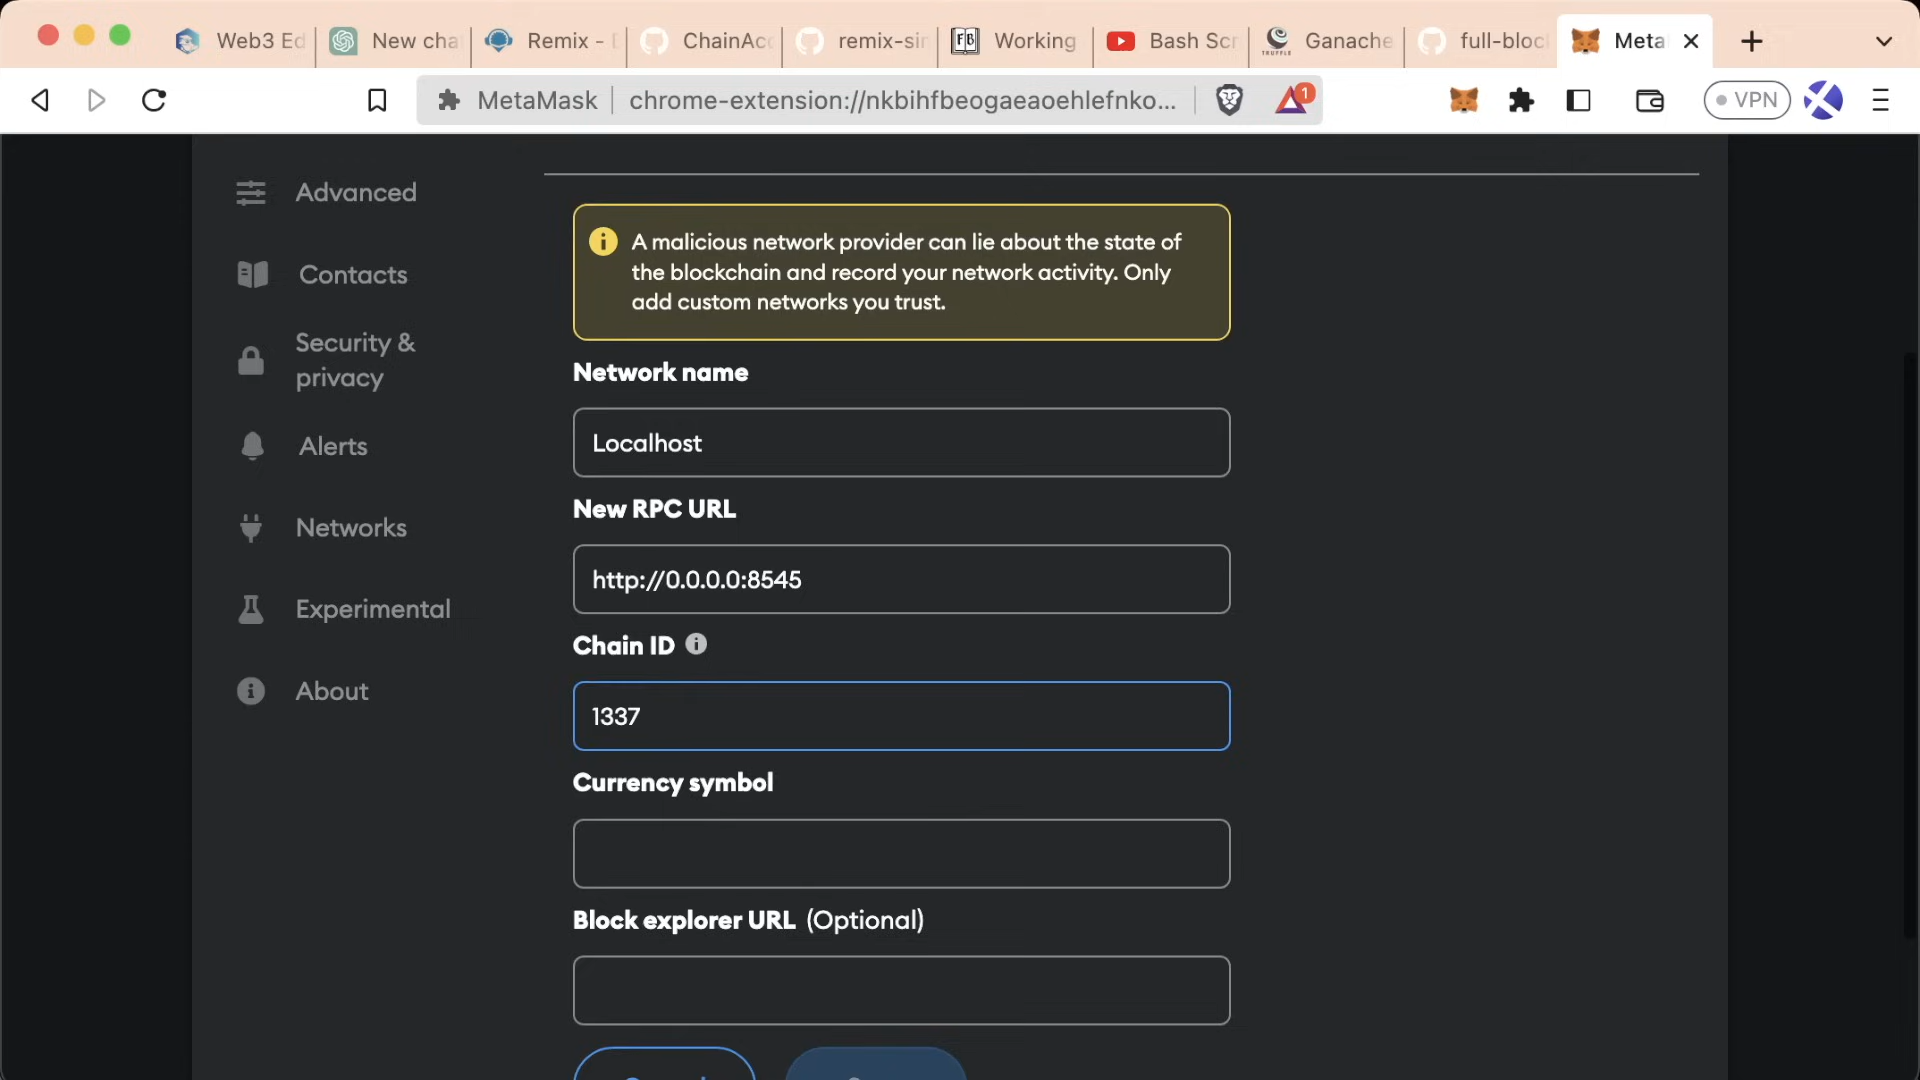 Web3 Ed
New cha
Remix - E
ChainAcc
remix-sin
Working
Bash Scr
Ganache
full-bloc
Meta
MetaMask
chrome-extension://nkbihfbeogaeaoehlefnko...
1
VPN
Advanced
Contacts
Security &
privacy
Alerts
Networks
Experimental
About
A malicious network provider can lie about the state of
the blockchain and record your network activity. Only
add custom networks you trust.
Network name
Localhost
New RPC URL
http://0.0.0.0:8545
Chain ID
1337
Currency symbol
Block explorer URL (Optional)